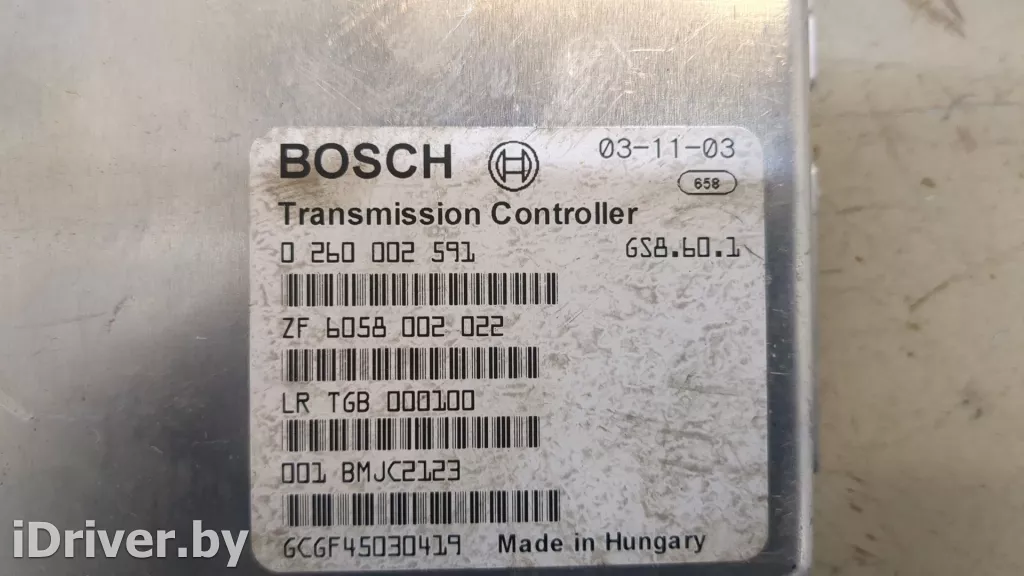 BOSCH 03-11-03
658
Transmission Controller
0 260 002 591 GS8.60.1
ZF 6058 002 022
LR TGB 000100
001 BMJC2123
GCGF45030419 Made in Hungary
iDriver.by